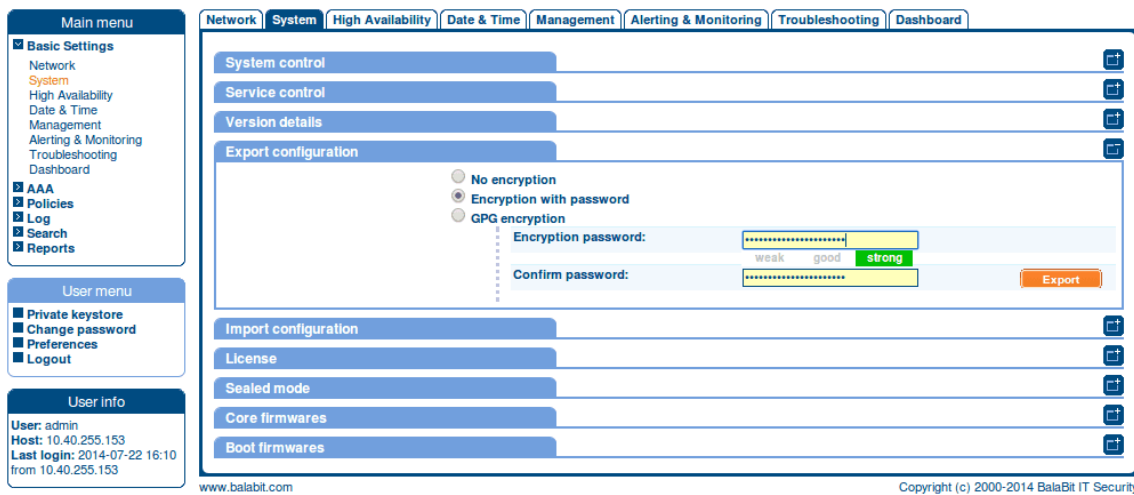 Main menu
Basic Settings
Network
System
High Availability
Date & Time
Management
Alerting & Monitoring
Troubleshooting
Dashboard
AAA
Policies
Log
Search
Reports
User menu
Private keystore
Change password
Preferences
Logout
User info
User: admin
Host: 10.40.255.153
Last login: 2014-07-22 16:10
from 10.40.255.153
Network System High Availability Date & Time Management Alerting & Monitoring Troubleshooting Dashboard
System control
Service control
Version details
Export configuration
No encryption
Encryption with password
GPG encryption
Encryption password:
weak good strong
Confirm password:
Export
Import configuration
License
Sealed mode
Core firmwares
Boot firmwares
www.balabit.com Copyright (c) 2000-2014 BalaBit IT Security